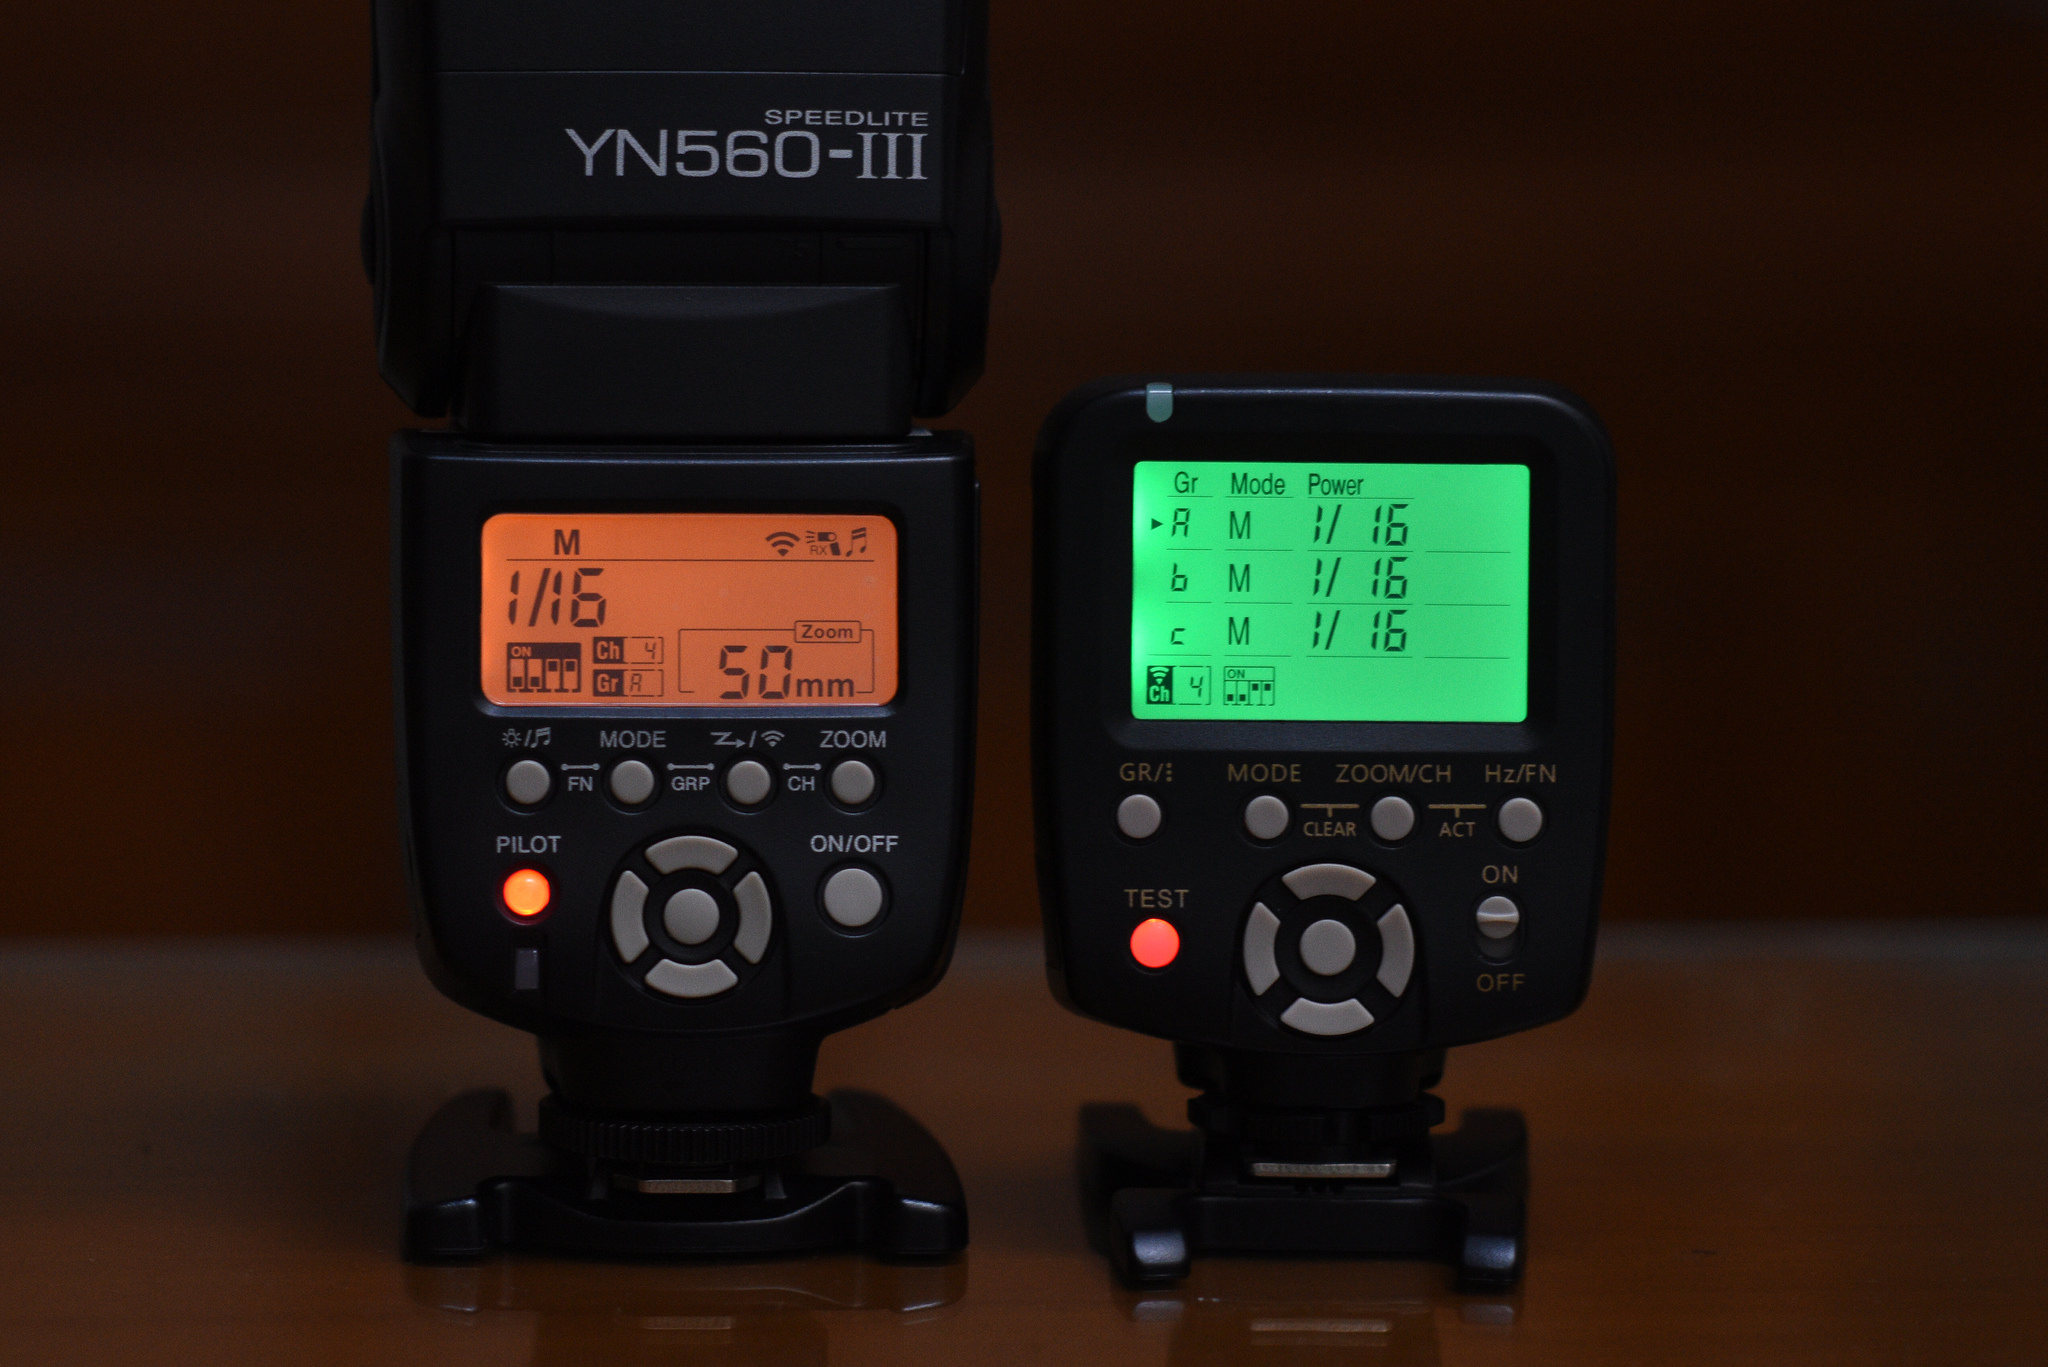 SPEEDLITE
YN560-III
M
RX
1/16
Zoom
ON
Ch 4
Gr A
50mm
MODE
ZOOM
FN
GRP
CH
PILOT
ON/OFF
Gr Mode Power
A M 1/16
b M 1/16
c M 1/16
Ch 4
ON
GR/
MODE
ZOOM/CH
Hz/FN
CLEAR
ACT
TEST
ON
OFF